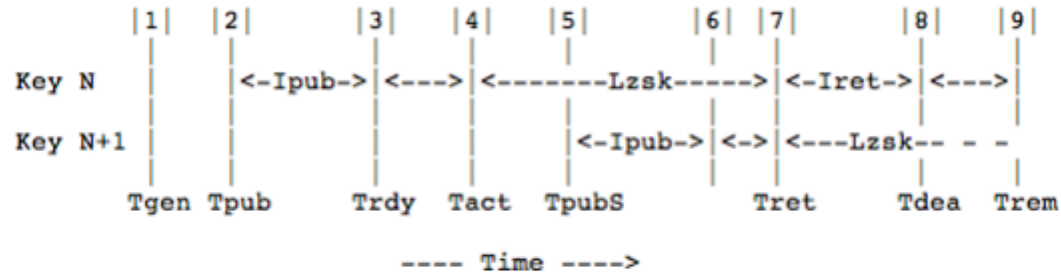 |1|   |2|       |3|   |4|   |5|      |6| |7|      |8|   |9|
          |     |         |     |     |        |   |        |     |
Key N     |     |<-Ipub->|<--->|<-------Lzsk----->|<-Iret->|<--->|
          |     |         |     |     |        |   |        |     |
Key N+1   |     |         |     |     |<-Ipub->|<->|<---Lzsk-- - -
          |     |         |     |     |        |   |        |     |
         Tgen  Tpub      Trdy  Tact  TpubS        Tret     Tdea  Trem
---- Time ---->